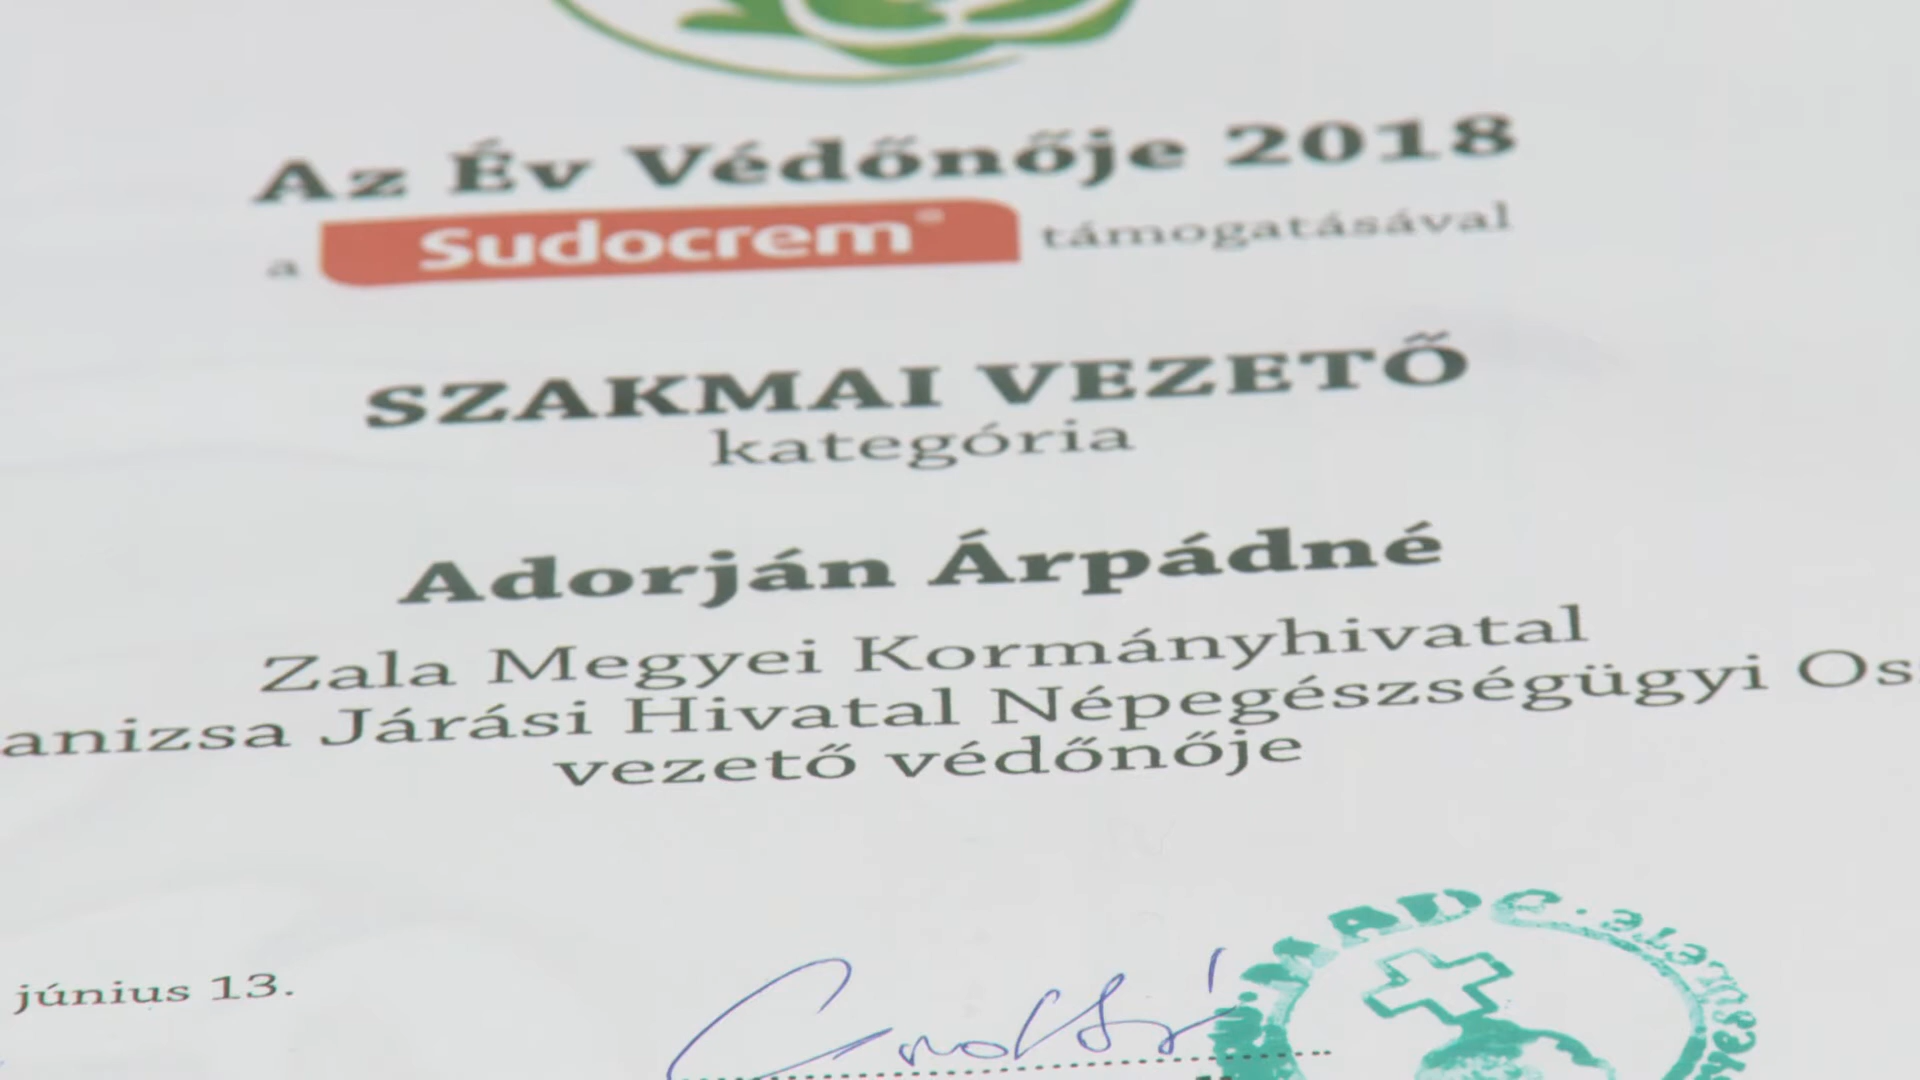 Az Év Védőnője 2018
a Sudocrem® támogatásával
SZAKMAI VEZETŐ
kategória
Adorján Árpádné
Zala Megyei Kormányhivatal
anizsa Járási Hivatal Népegészségügyi Os
vezető védőnője
június 13.